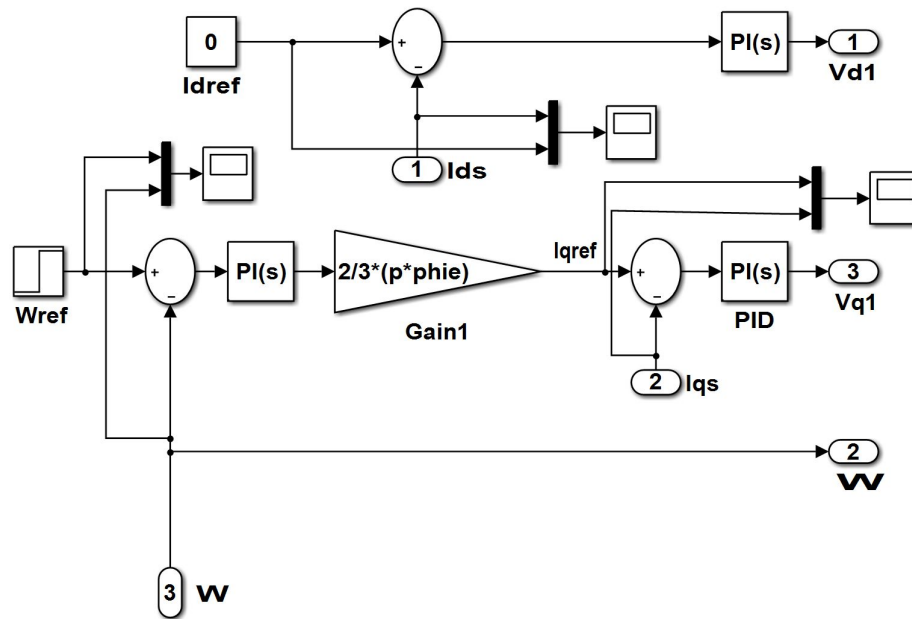 0
Idref
+
−
PI(s)
1
Vd1
1
Ids
Wref
+
−
PI(s)
2/3*(p*phie)
Gain1
Iqref
+
−
PI(s)
PID
3
Vq1
2
Iqs
2
W
3
W